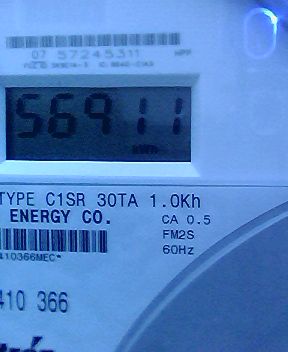 07 57245311
56911
kWh
TYPE C1SR 30TA 1.0Kh
ENERGY CO.
CA 0.5
FM2S
60Hz
410366MEC*
410 366